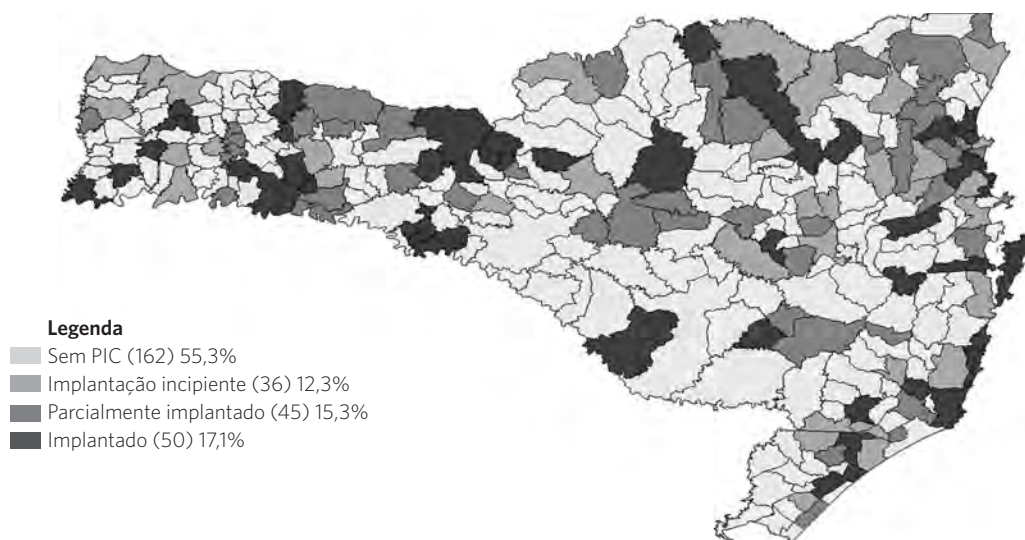 Legenda
Sem PIC (162) 55,3%
Implantação incipiente (36) 12,3%
Parcialmente implantado (45) 15,3%
Implantado (50) 17,1%